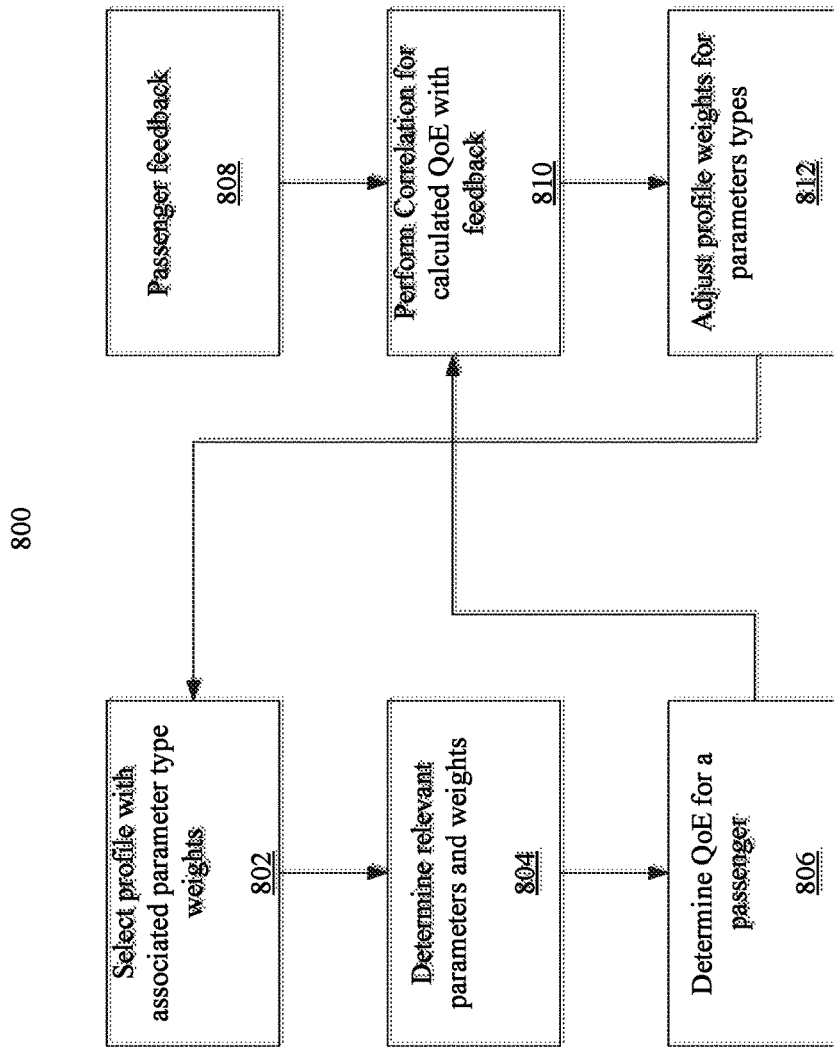 800
Select profile with
associated parameter type
weights
802
Determine relevant
parameters and weights
804
Determine QoE for a
passenger
806
Passenger feedback
808
Perform Correlation for
calculated QoE with
feedback
810
Adjust profile weights for
parameters types
812